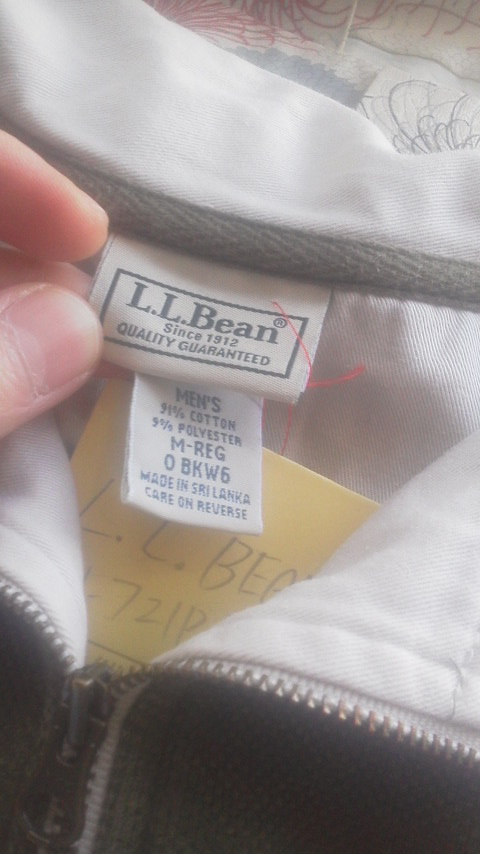 L.L.Bean®
Since 1912
QUALITY GUARANTEED
MEN'S
91% COTTON
9% POLYESTER
M-REG
0 BKW6
MADE IN SRI LANKA
CARE ON REVERSE
L.L.